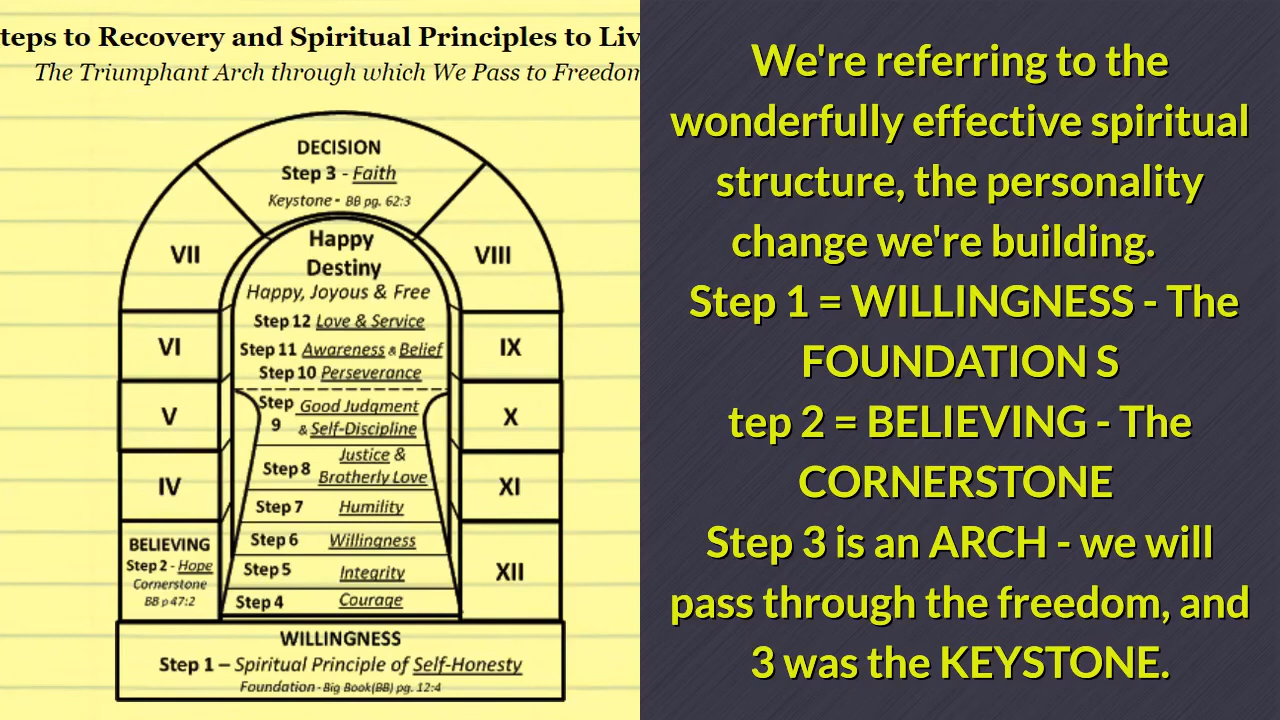 teps to Recovery and Spiritual Principles to Liv
The Triumphant Arch through which We Pass to Freedom
DECISION
Step 3 - Faith
Keystone - BB pg. 62:3
VII
VIII
Happy
Destiny
Happy, Joyous & Free
Step 12 Love & Service
Step 11 Awareness & Belief
Step 10 Perseverance
VI
IX
Step
9
Good Judgment
& Self-Discipline
V
X
Step 8
Justice &
Brotherly Love
IV
XI
Step 7 Humility
Step 6 Willingness
Step 5 Integrity
Step 4 Courage
BELIEVING
Step 2 - Hope
Cornerstone
BB p 47:2
XII
WILLINGNESS
Step 1 – Spiritual Principle of Self-Honesty
Foundation - Big Book(BB) pg. 12:4
We're referring to the
wonderfully effective spiritual
structure, the personality
change we're building.
Step 1 = WILLINGNESS - The
FOUNDATION S
tep 2 = BELIEVING - The
CORNERSTONE
Step 3 is an ARCH - we will
pass through the freedom, and
3 was the KEYSTONE.